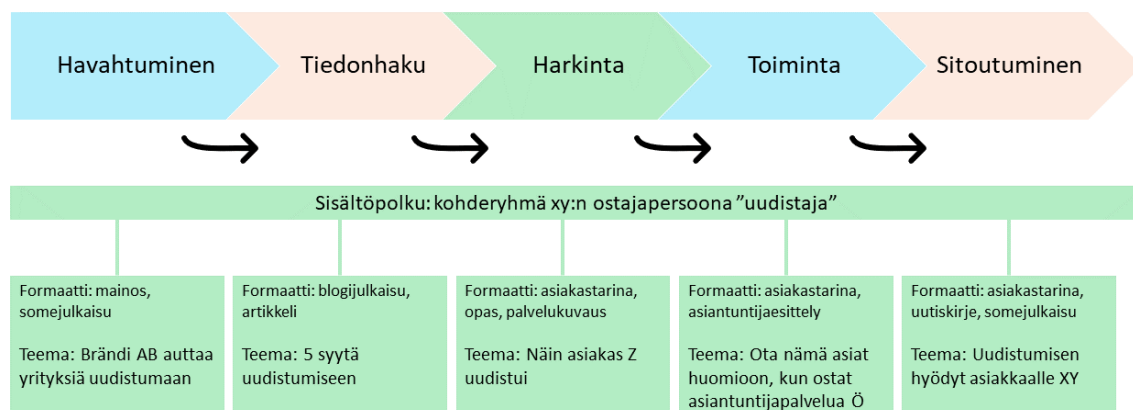 Havahtuminen
Tiedonhaku
Harkinta
Toiminta
Sitoutuminen
Sisältöpolku: kohderyhmä xy:n ostajapersoona ”uudistaja”
Formaatti: mainos,
somejulkaisu
Teema: Brändi AB auttaa
yrityksiä uudistumaan
Formaatti: blogijulkaisu,
artikkeli
Teema: 5 syytä
uudistumiseen
Formaatti: asiakastarina,
opas, palvelukuvaus
Teema: Näin asiakas Z
uudistui
Formaatti: asiakastarina,
asiantuntijaesittely
Teema: Ota nämä asiat
huomioon, kun ostat
asiantuntijapalvelua Ö
Formaatti: asiakastarina,
uutiskirje, somejulkaisu
Teema: Uudistumisen
hyödyt asiakkaalle XY